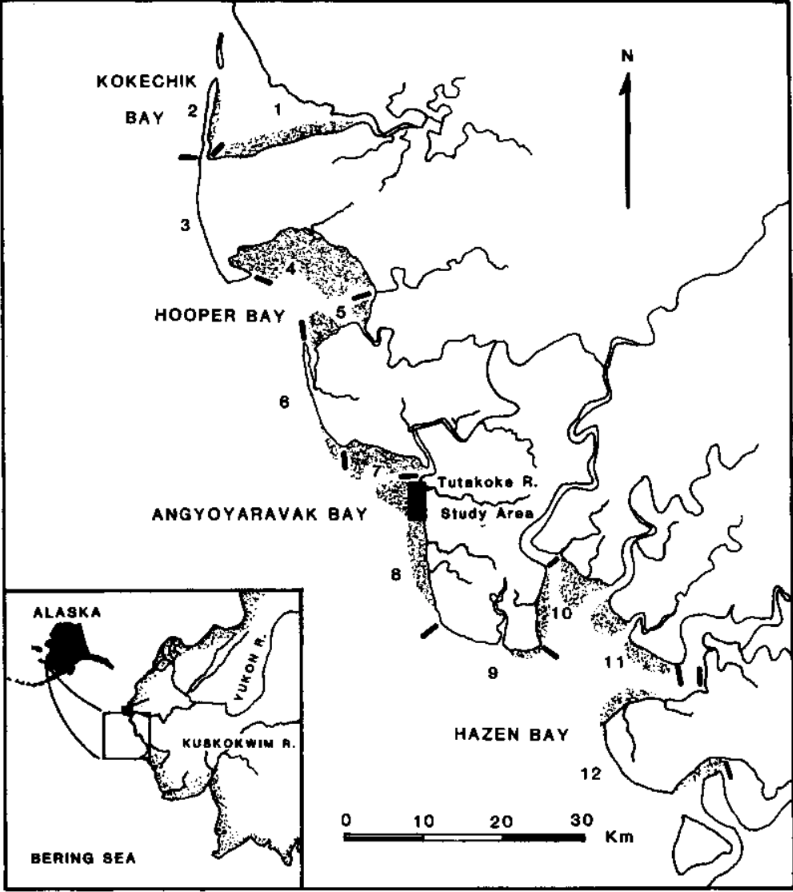 N
KOKECHIK
BAY
2
1
3
4
HOOPER BAY
5
6
7
Tutakoke R.
ANGYOYARAVAK BAY
Study Area
8
10
11
9
HAZEN BAY
12
0 10 20 30
Km
ALASKA
YUKON R.
KUSKOKWIM R.
BERING SEA